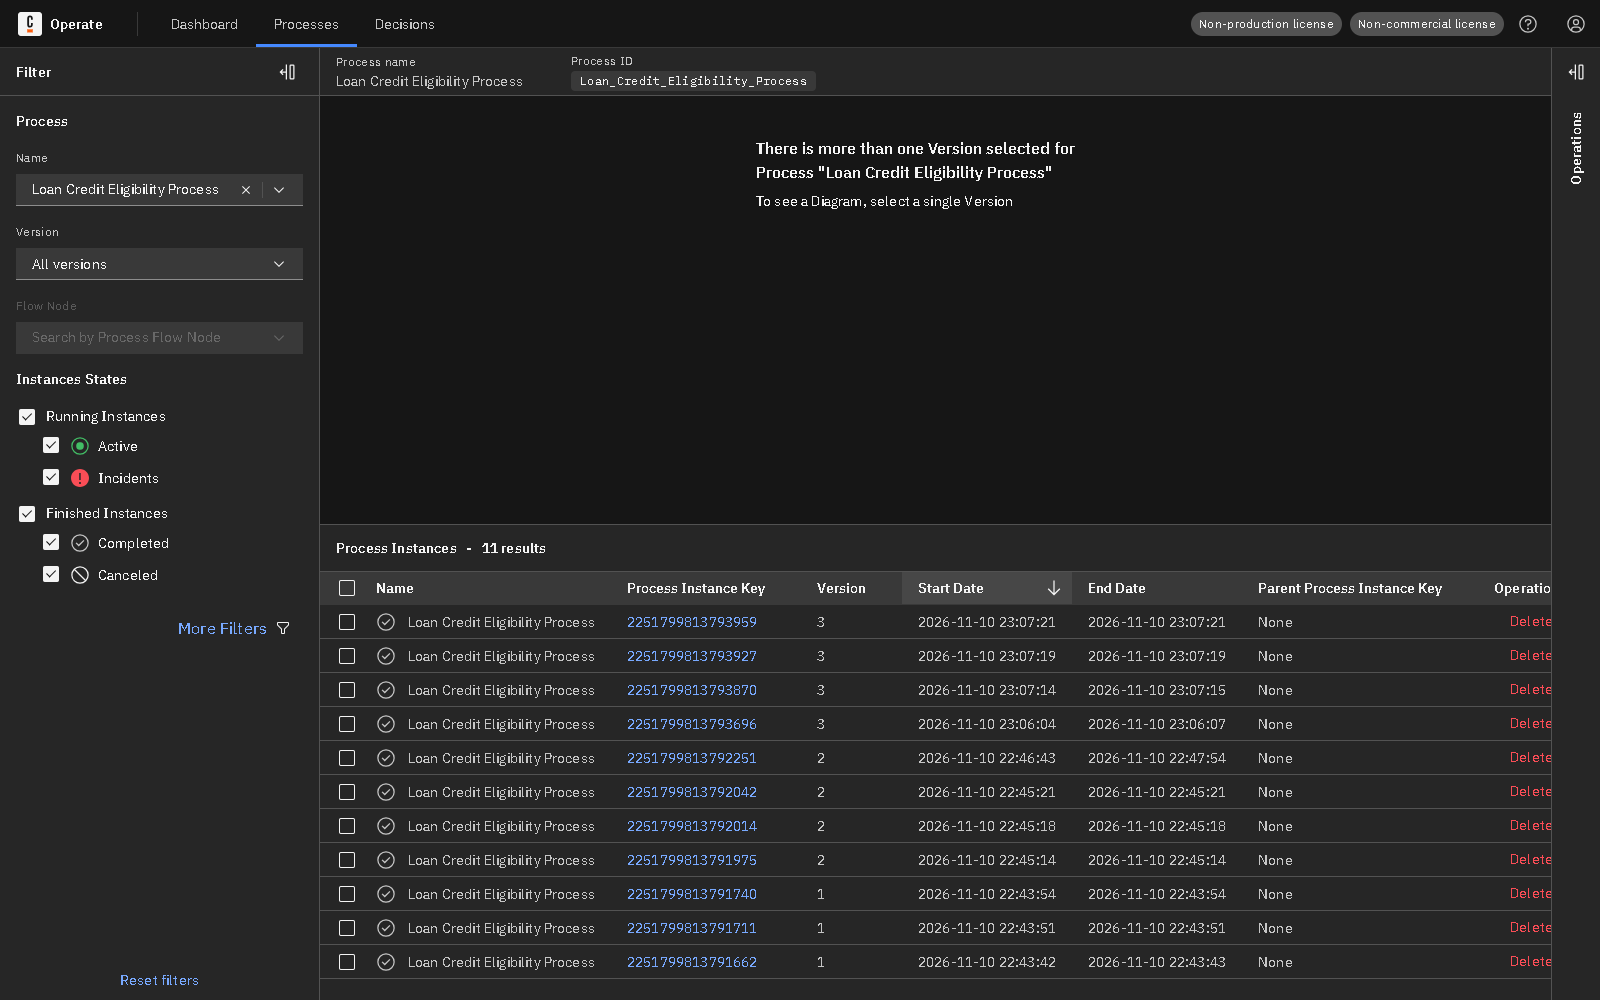 Operate
Dashboard
Processes
Decisions
Non-production license
Non-commercial license
Filter
Process name
Loan Credit Eligibility Process
Process ID
Loan_Credit_Eligibility_Process
Operations
Process
Name
Loan Credit Eligibility Process
Version
All versions
Flow Node
Search by Process Flow Node
Instances States
Running Instances
Active
Incidents
Finished Instances
Completed
Canceled
More Filters
Reset filters
There is more than one Version selected for
Process "Loan Credit Eligibility Process"
To see a Diagram, select a single Version
Process Instances - 11 results
Name Process Instance Key Version Start Date End Date Parent Process Instance Key Operatio
Loan Credit Eligibility Process 2251799813793959 3 2026-11-10 23:07:21 2026-11-10 23:07:21 None Delete
Loan Credit Eligibility Process 2251799813793927 3 2026-11-10 23:07:19 2026-11-10 23:07:19 None Delete
Loan Credit Eligibility Process 2251799813793870 3 2026-11-10 23:07:14 2026-11-10 23:07:15 None Delete
Loan Credit Eligibility Process 2251799813793696 3 2026-11-10 23:06:04 2026-11-10 23:06:07 None Delete
Loan Credit Eligibility Process 2251799813792251 2 2026-11-10 22:46:43 2026-11-10 22:47:54 None Delete
Loan Credit Eligibility Process 2251799813792042 2 2026-11-10 22:45:21 2026-11-10 22:45:21 None Delete
Loan Credit Eligibility Process 2251799813792014 2 2026-11-10 22:45:18 2026-11-10 22:45:18 None Delete
Loan Credit Eligibility Process 2251799813791975 2 2026-11-10 22:45:14 2026-11-10 22:45:14 None Delete
Loan Credit Eligibility Process 2251799813791740 1 2026-11-10 22:43:54 2026-11-10 22:43:54 None Delete
Loan Credit Eligibility Process 2251799813791711 1 2026-11-10 22:43:51 2026-11-10 22:43:51 None Delete
Loan Credit Eligibility Process 2251799813791662 1 2026-11-10 22:43:42 2026-11-10 22:43:43 None Delete